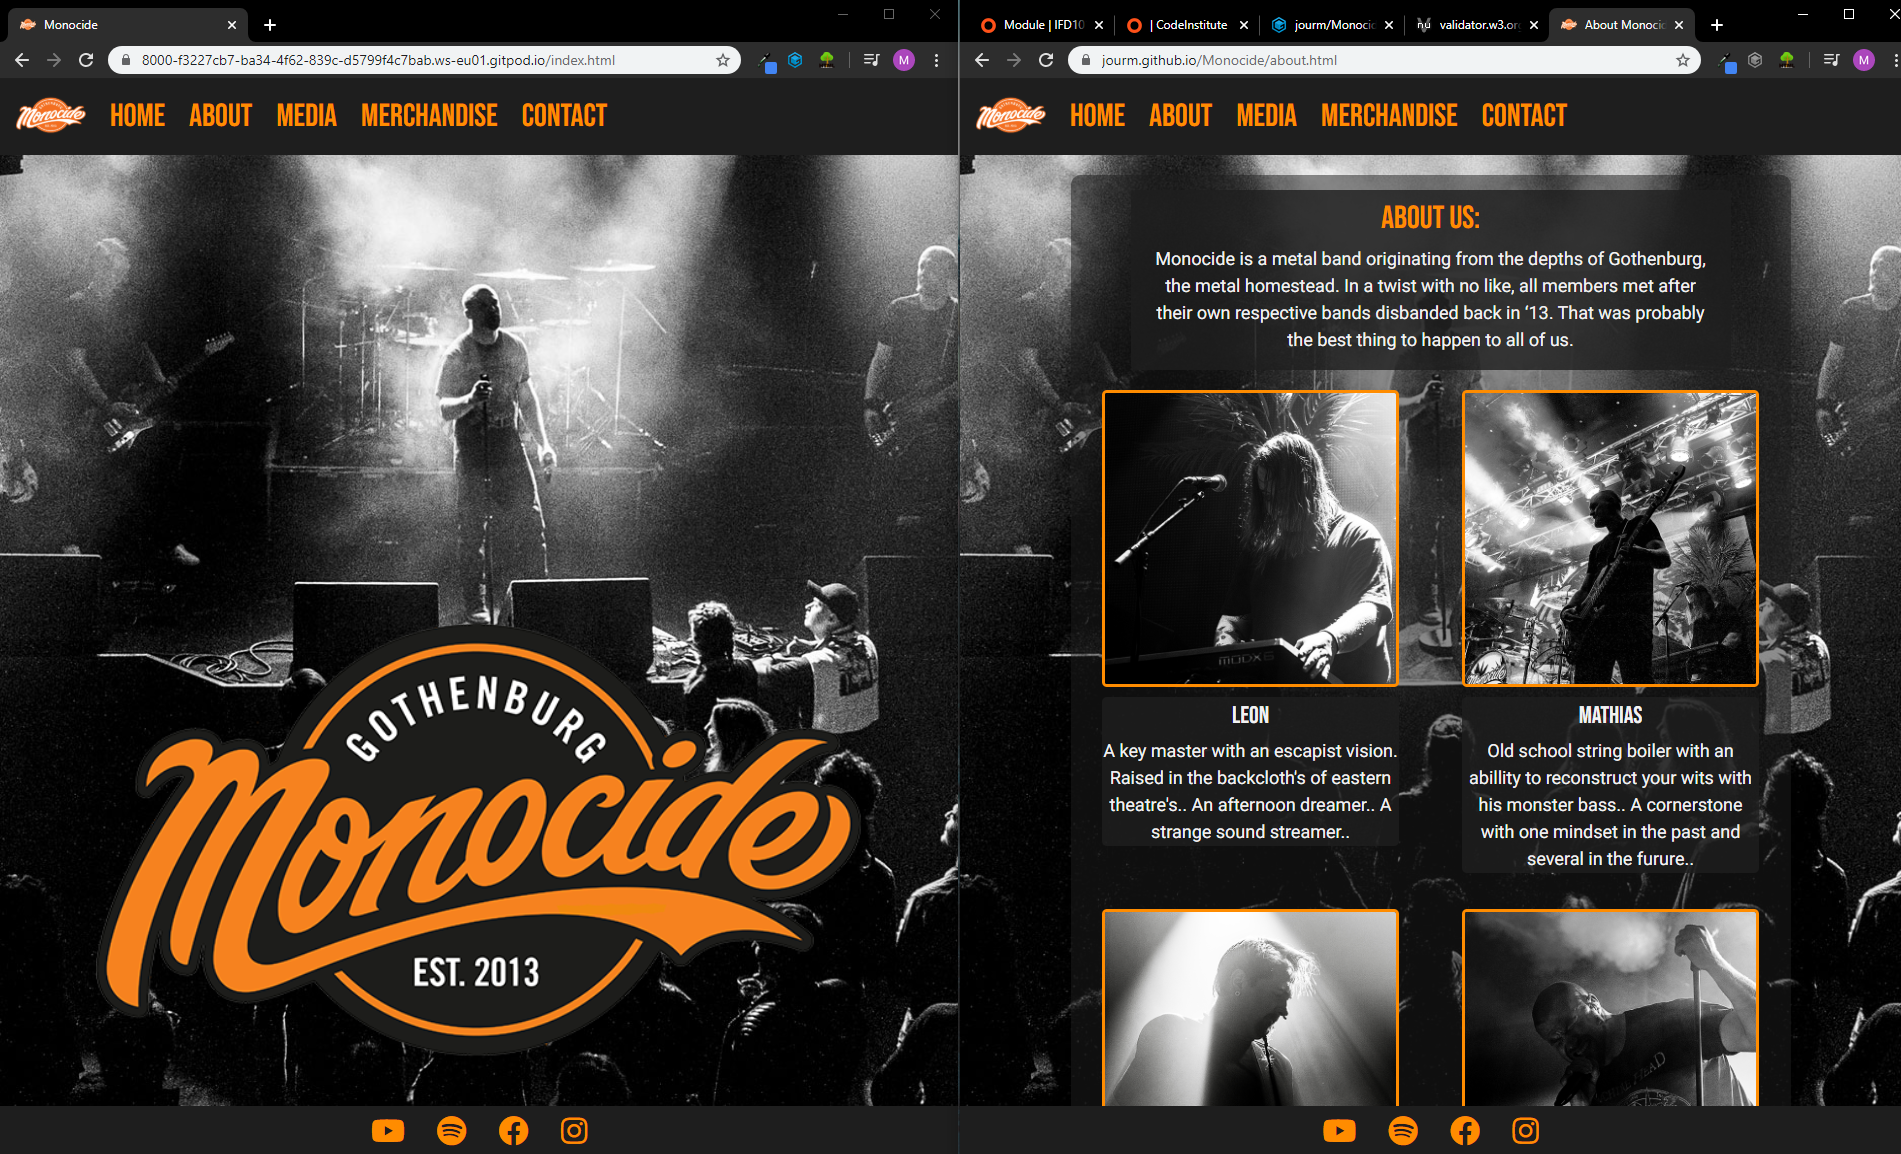 Monocide
8000-f3227cb7-ba34-4f62-839c-d5799f4c7bab.ws-eu01.gitpod.io/index.html
M
Monocide
HOME
ABOUT
MEDIA
MERCHANDISE
CONTACT
GOTHENBURG
Monocide
EST. 2013
Module | IFD10
| CodeInstitute
jourm/Monocid
validator.w3.or
About Monocid
jourm.github.io/Monocide/about.html
M
Monocide
HOME
ABOUT
MEDIA
MERCHANDISE
CONTACT
ABOUT US:
Monocide is a metal band originating from the depths of Gothenburg,
the metal homestead. In a twist with no like, all members met after
their own respective bands disbanded back in ‘13. That was probably
the best thing to happen to all of us.
MODX6
LEON
A key master with an escapist vision.
Raised in the backcloth's of eastern
theatre's.. An afternoon dreamer.. A
strange sound streamer..
Monocide
MATHIAS
Old school string boiler with an
abillity to reconstruct your wits with
his monster bass.. A cornerstone
with one mindset in the past and
several in the furure..